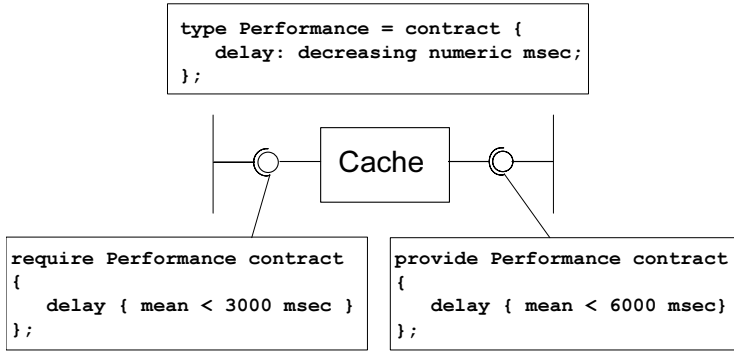 type Performance = contract {
delay: decreasing numeric msec;
};
Cache
require Performance contract
{
delay { mean < 3000 msec }
};
provide Performance contract
{
delay { mean < 6000 msec}
};